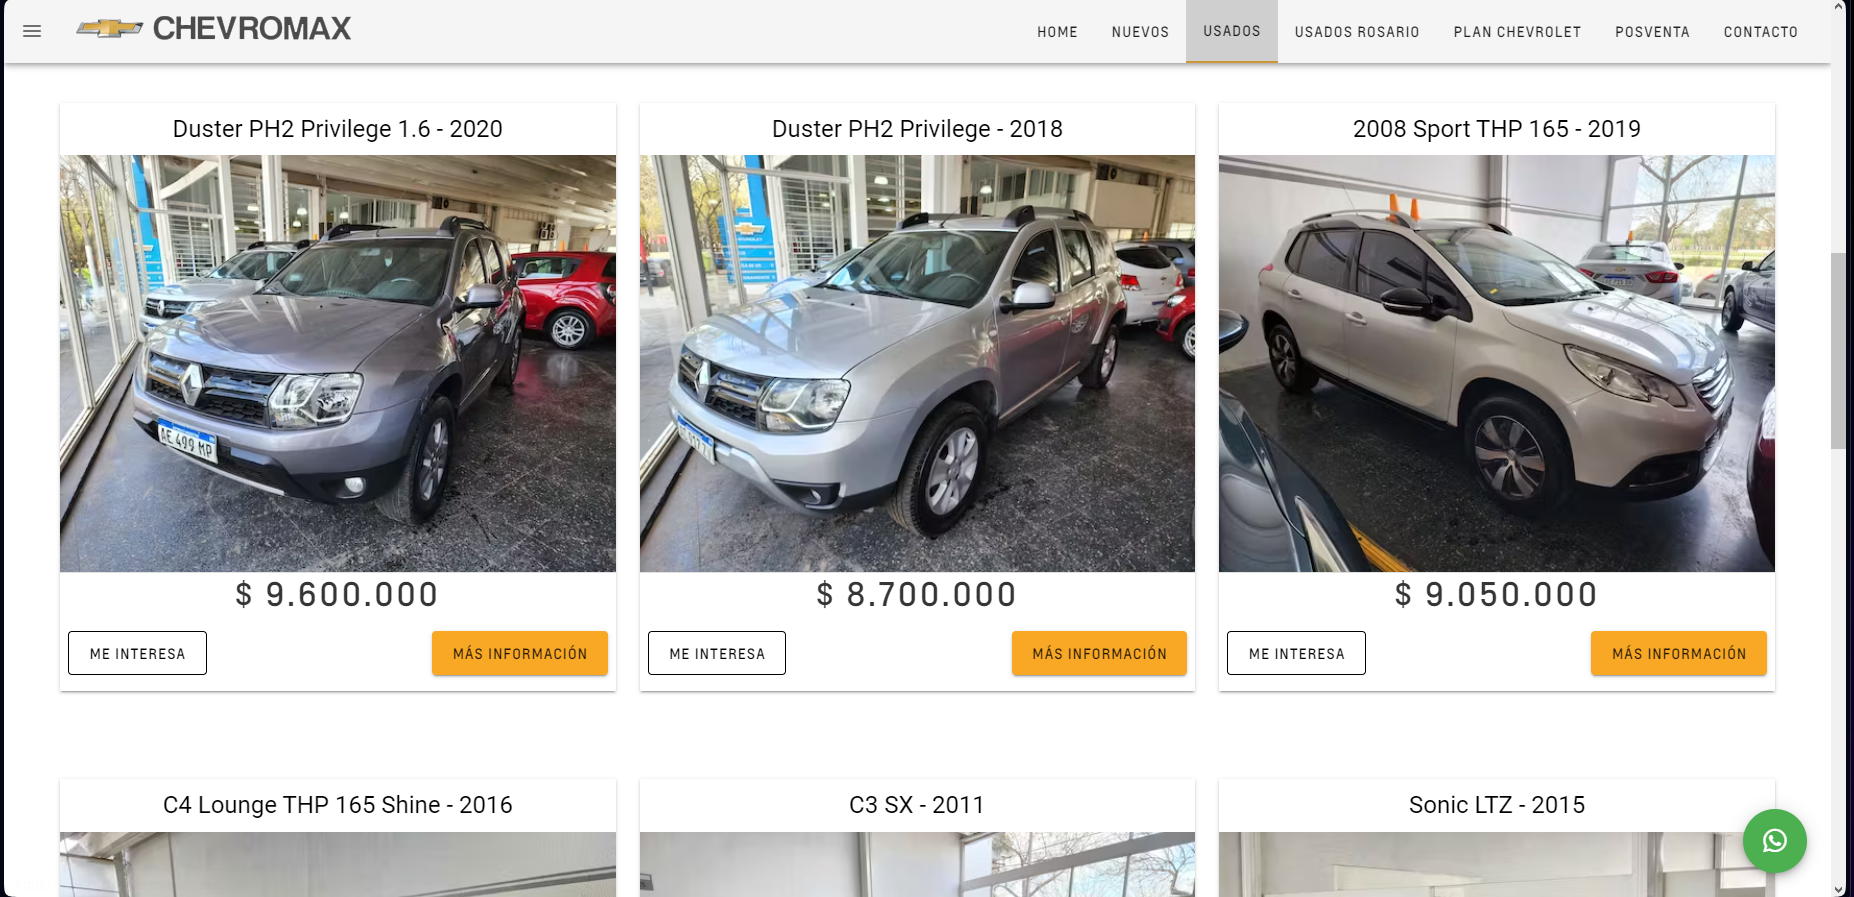 CHEVROMAX
HOME NUEVOS USADOS USADOS ROSARIO PLAN CHEVROLET POSVENTA CONTACTO
Duster PH2 Privilege 1.6 - 2020
Duster PH2 Privilege - 2018
2008 Sport THP 165 - 2019
AE 499 MP
CHEVROLET
$ 9.600.000
$ 8.700.000
$ 9.050.000
ME INTERESA MÁS INFORMACIÓN
ME INTERESA MÁS INFORMACIÓN
ME INTERESA MÁS INFORMACIÓN
C4 Lounge THP 165 Shine - 2016
C3 SX - 2011
Sonic LTZ - 2015